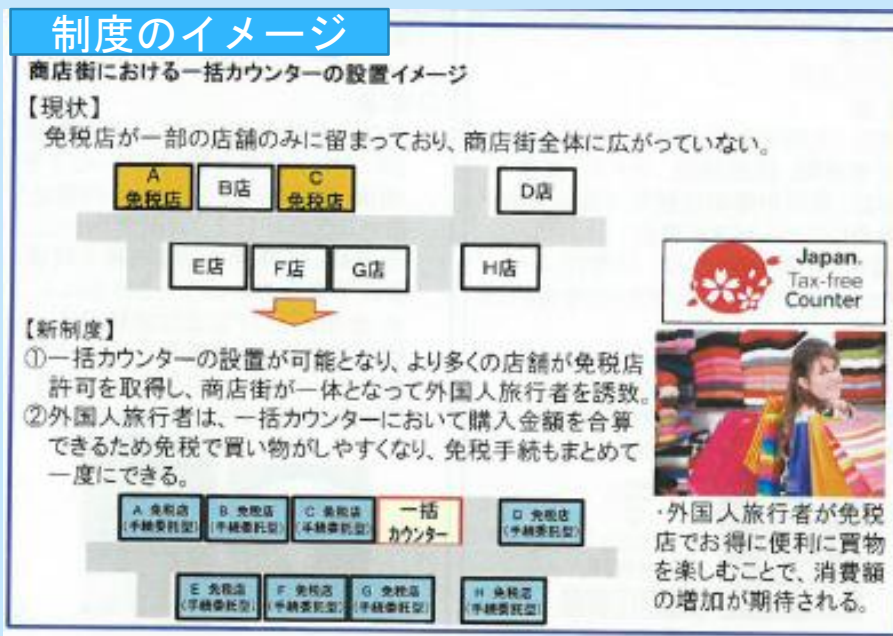 制度のイメージ
商店街における一括カウンターの設置イメージ
【現状】
免税店が一部の店舗のみに留まっており、商店街全体に広がっていない。
A
免税店
B店
C
免税店
D店
E店
F店
G店
H店
Japan.
Tax-free
Counter
【新制度】
①一括カウンターの設置が可能となり、より多くの店舗が免税店
許可を取得し、商店街が一体となって外国人旅行者を誘致。
②外国人旅行者は、一括カウンターにおいて購入金額を合算
できるため免税で買い物がしやすくなり、免税手続もまとめて
一度にできる。
A 免税店
(手続委託型)
B 免税店
(手続委託型)
C 免税店
(手続委託型)
一括
カウンター
D 免税店
(手続委託型)
E 免税店
(手続委託型)
F 免税店
(手続委託型)
G 免税店
(手続委託型)
H 免税店
(手続委託型)
・外国人旅行者が免税
店でお得に便利に買物
を楽しむことで、消費額
の増加が期待される。